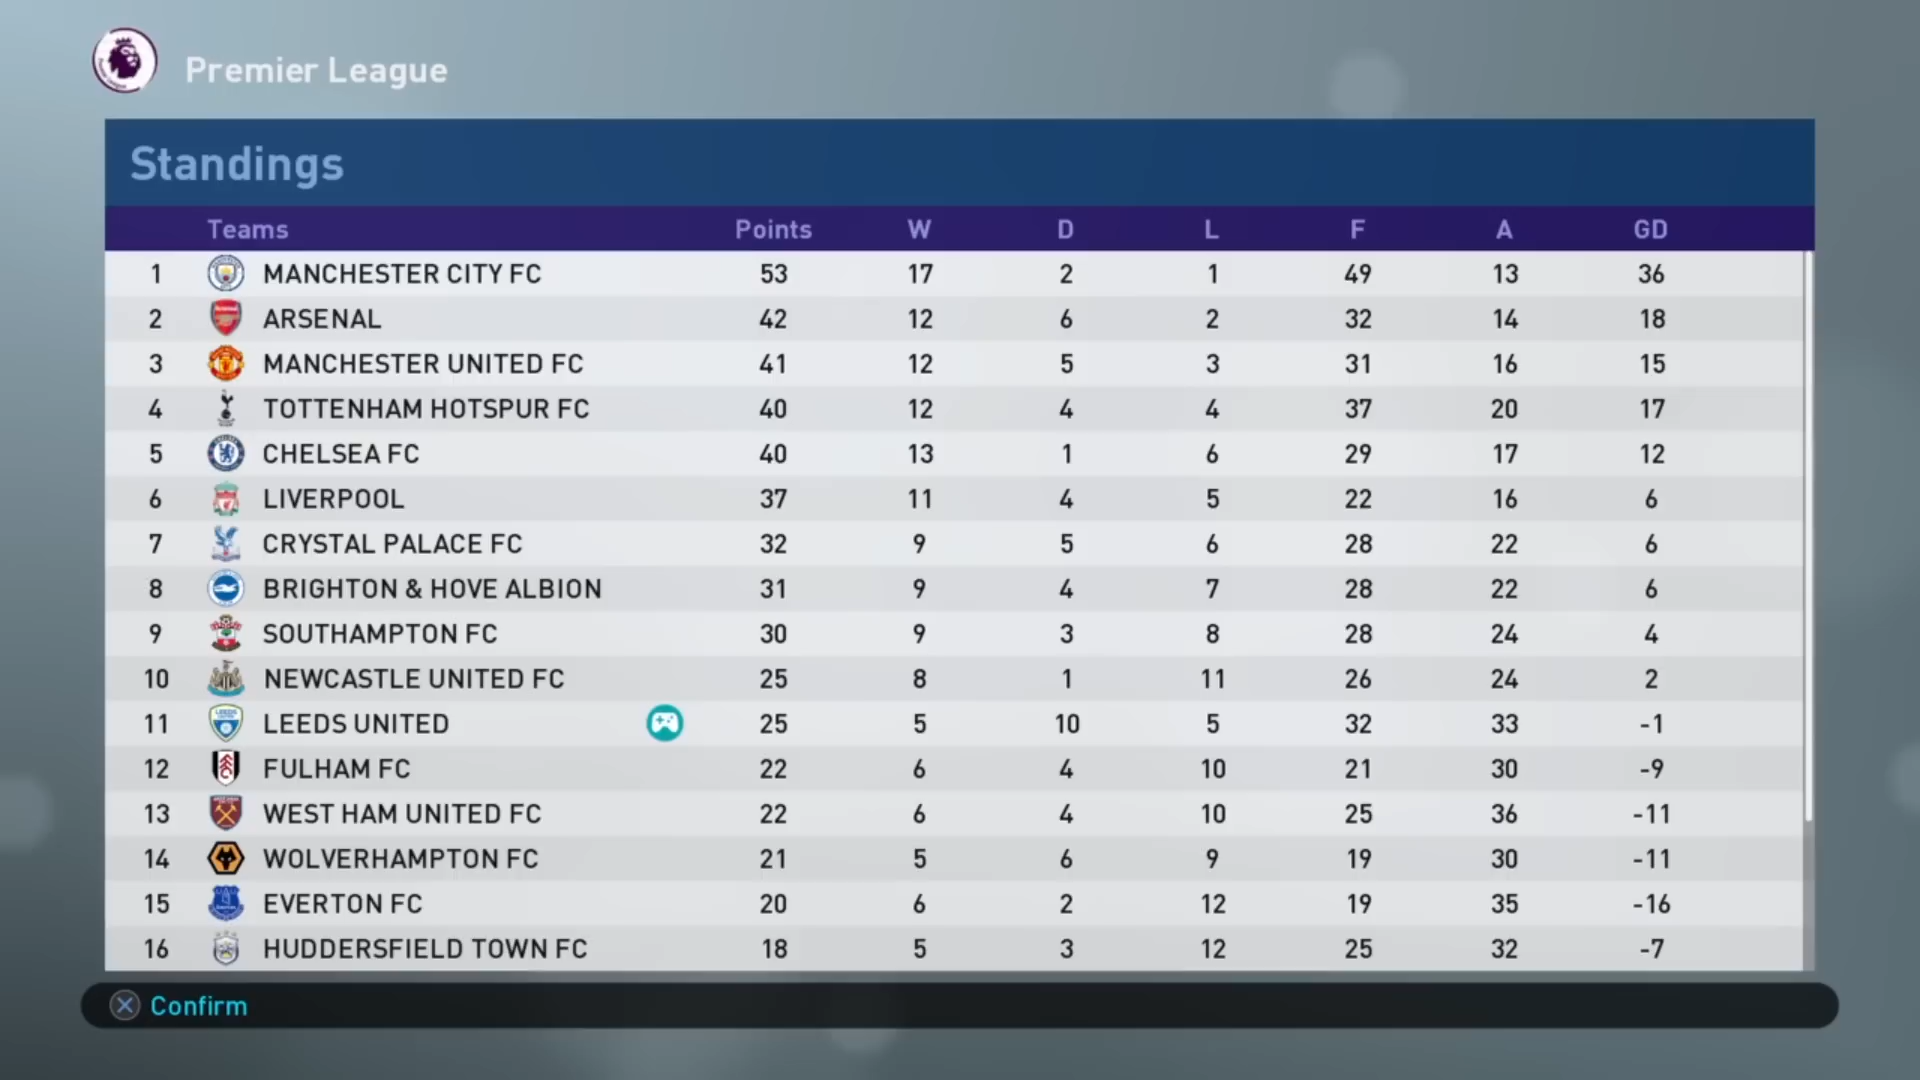 Premier League
Standings
Teams Points W D L F A GD
1 MANCHESTER CITY FC 53 17 2 1 49 13 36
2 ARSENAL 42 12 6 2 32 14 18
3 MANCHESTER UNITED FC 41 12 5 3 31 16 15
4 TOTTENHAM HOTSPUR FC 40 12 4 4 37 20 17
5 CHELSEA FC 40 13 1 6 29 17 12
6 LIVERPOOL 37 11 4 5 22 16 6
7 CRYSTAL PALACE FC 32 9 5 6 28 22 6
8 BRIGHTON & HOVE ALBION 31 9 4 7 28 22 6
9 SOUTHAMPTON FC 30 9 3 8 28 24 4
10 NEWCASTLE UNITED FC 25 8 1 11 26 24 2
11 LEEDS UNITED 25 5 10 5 32 33 -1
12 FULHAM FC 22 6 4 10 21 30 -9
13 WEST HAM UNITED FC 22 6 4 10 25 36 -11
14 WOLVERHAMPTON FC 21 5 6 9 19 30 -11
15 EVERTON FC 20 6 2 12 19 35 -16
16 HUDDERSFIELD TOWN FC 18 5 3 12 25 32 -7
Confirm